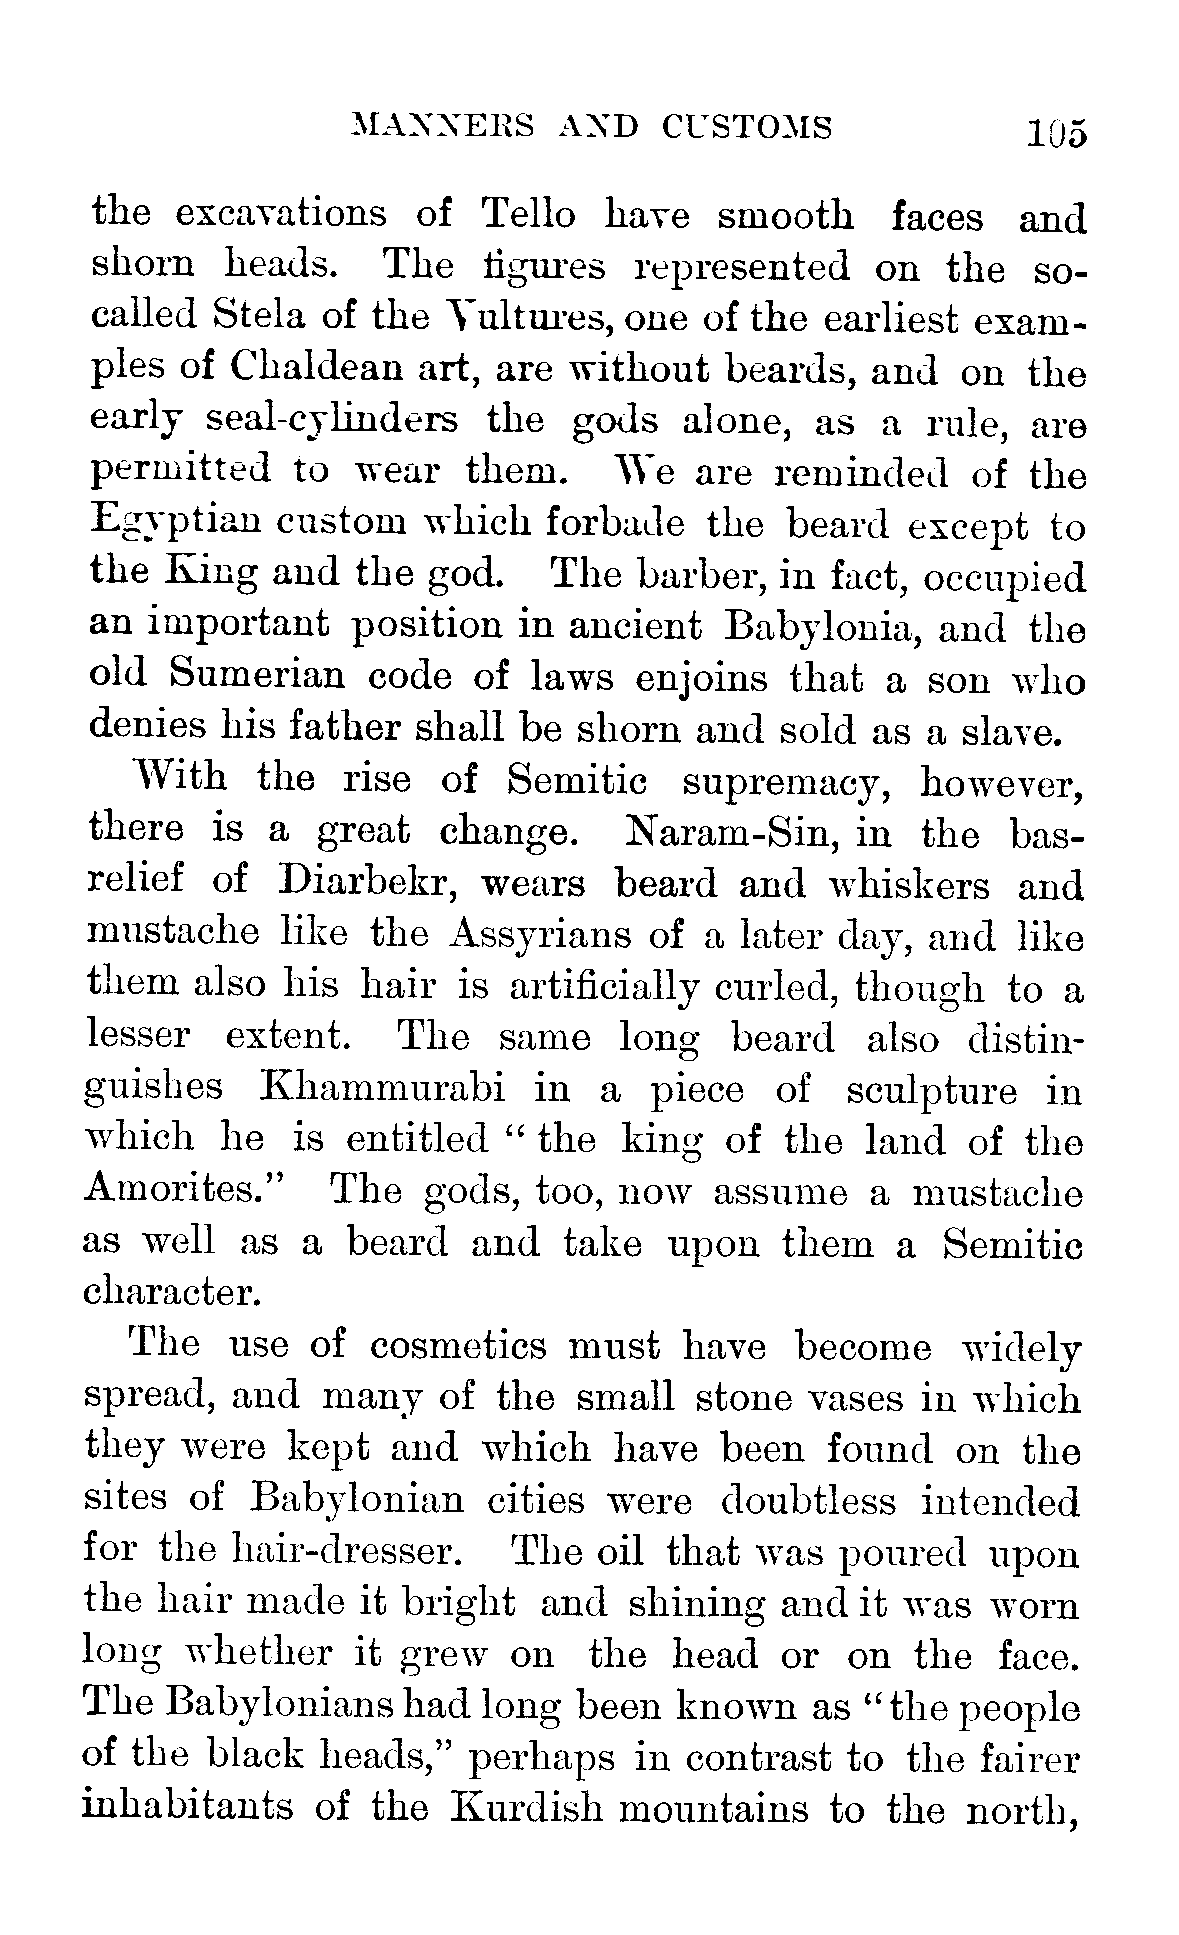 MANNERS AND CUSTOMS 105
the excavations of Tello have smooth faces and
shorn heads. The figures represented on the so-
called Stela of the Vultures, one of the earliest exam-
ples of Chaldean art, are without beards, and on the
early seal-cylinders the gods alone, as a rule, are
permitted to wear them. We are reminded of the
Egyptian custom which forbade the beard except to
the King and the god. The barber, in fact, occupied
an important position in ancient Babylonia, and the
old Sumerian code of laws enjoins that a son who
denies his father shall be shorn and sold as a slave.
With the rise of Semitic supremacy, however,
there is a great change. Naram-Sin, in the bas-
relief of Diarbekr, wears beard and whiskers and
mustache like the Assyrians of a later day, and like
them also his hair is artificially curled, though to a
lesser extent. The same long beard also distin-
guishes Khammurabi in a piece of sculpture in
which he is entitled “ the king of the land of the
Amorites.” The gods, too, now assume a mustache
as well as a beard and take upon them a Semitic
character.
The use of cosmetics must have become widely
spread, and many of the small stone vases in which
they were kept and which have been found on the
sites of Babylonian cities were doubtless intended
for the hair-dresser. The oil that was poured upon
the hair made it bright and shining and it was worn
long whether it grew on the head or on the face.
The Babylonians had long been known as “the people
of the black heads,” perhaps in contrast to the fairer
inhabitants of the Kurdish mountains to the north,